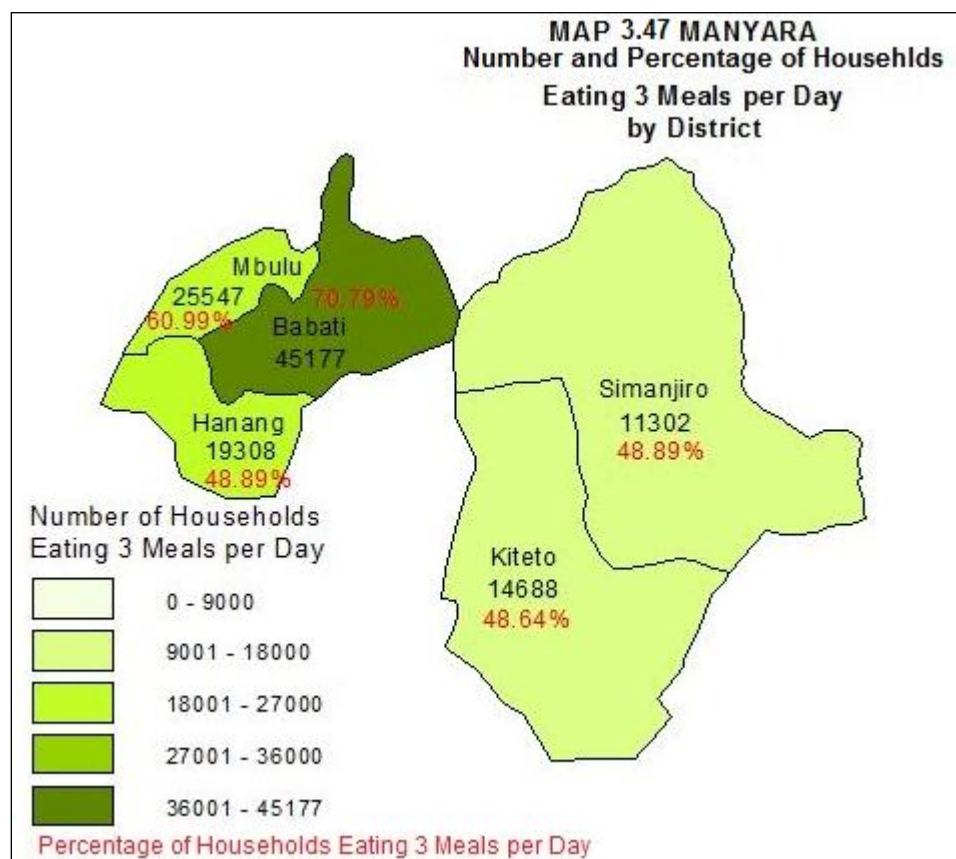 MAP 3.47 MANYARA
Number and Percentage of Househlds
Eating 3 Meals per Day
by District
Mbulu
25547
60.99%
70.79%
Babati
45177
Hanang
19308
48.89%
Simanjiro
11302
48.89%
Kiteto
14688
48.64%
Number of Households
Eating 3 Meals per Day
0 - 9000
9001 - 18000
18001 - 27000
27001 - 36000
36001 - 45177
Percentage of Households Eating 3 Meals per Day